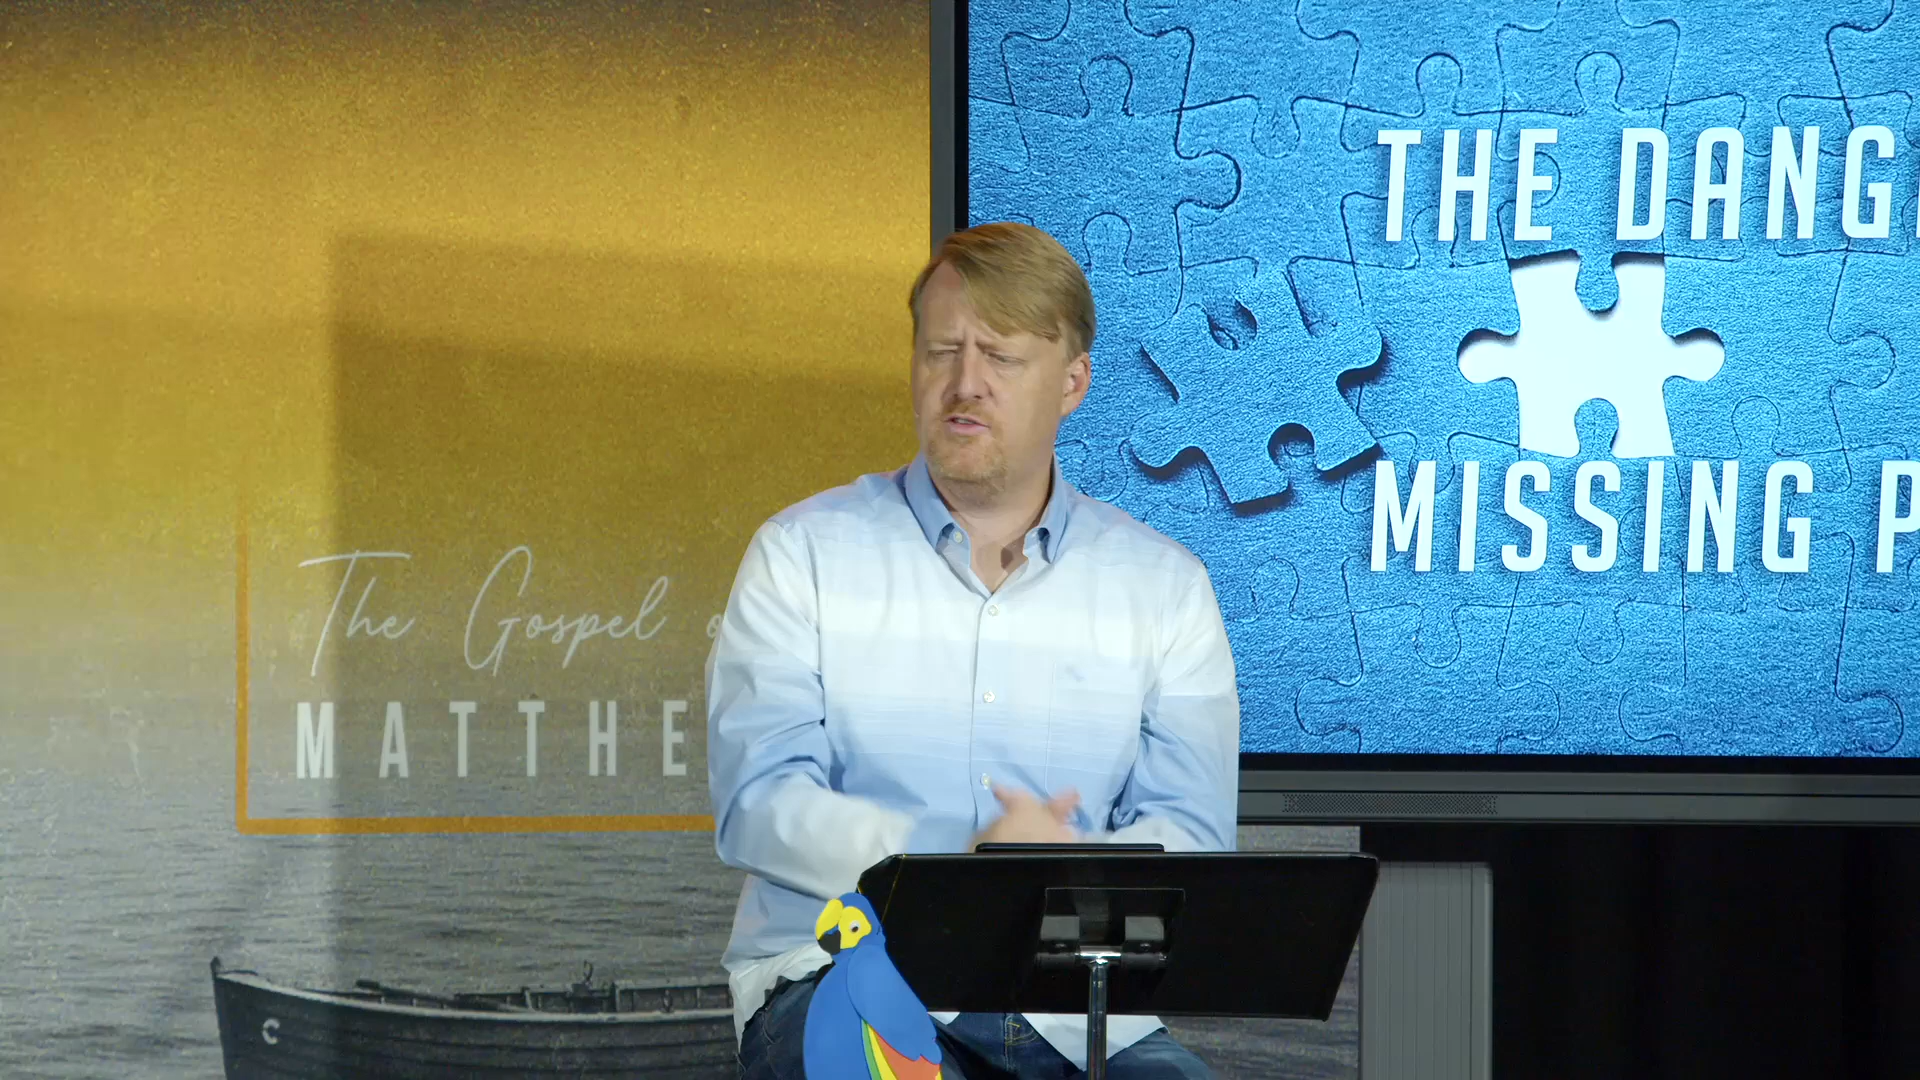 The Gospel
MATTHE
C
THE DANG
MISSING P